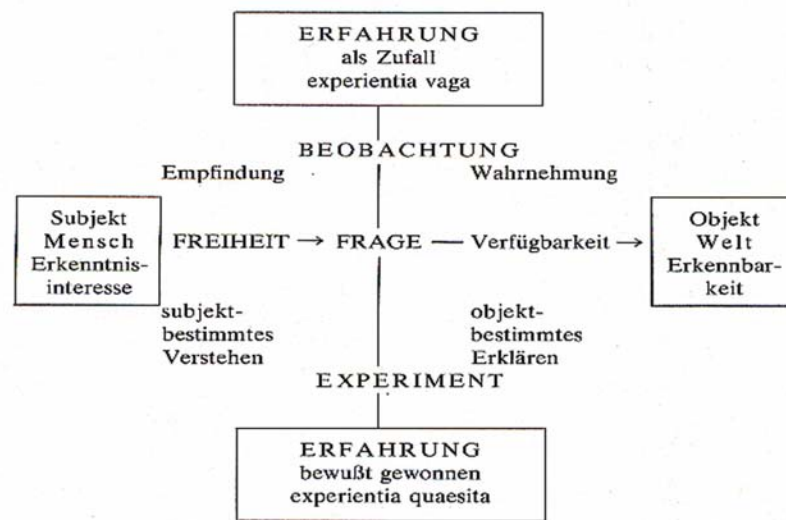 ERFAHRUNG
als Zufall
experientia vaga
BEOBACHTUNG
Empfindung
Wahrnehmung
Subjekt
Mensch
Erkenntnis-
interesse
FREIHEIT → FRAGE — Verfügbarkeit →
Objekt
Welt
Erkennbar-
keit
subjekt-
bestimmtes
Verstehen
objekt-
bestimmtes
Erklären
EXPERIMENT
ERFAHRUNG
bewußt gewonnen
experientia quaesita